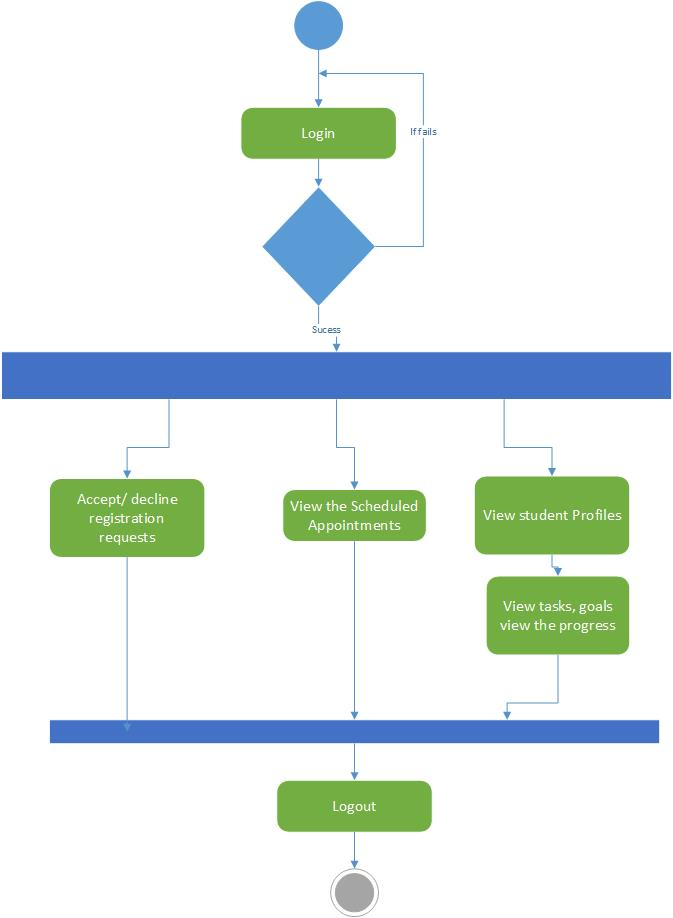 Login
If fails
Sucess
Accept/ decline
registration
requests
View the Scheduled
Appointments
View student Profiles
View tasks, goals
view the progress
Logout